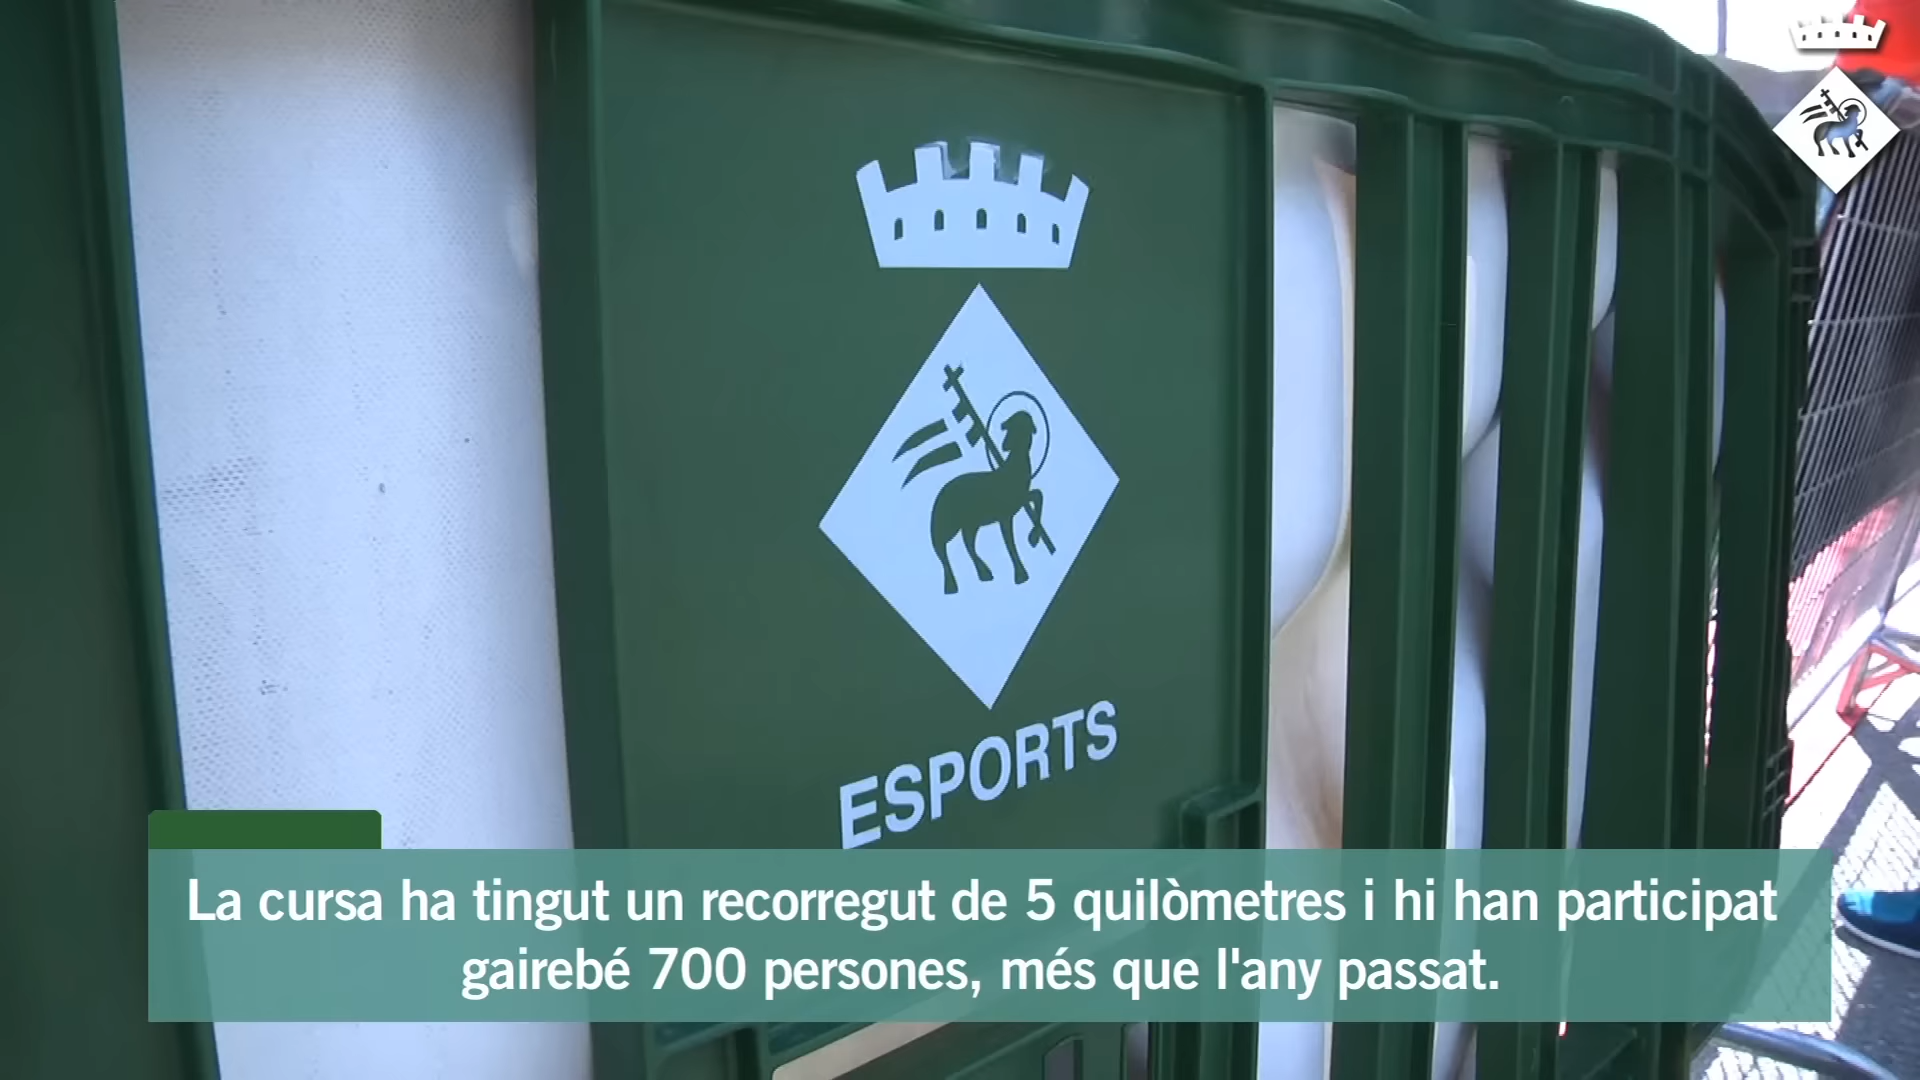 ESPORTS
La cursa ha tingut un recorregut de 5 quilòmetres i hi han participat
gairebé 700 persones, més que l'any passat.